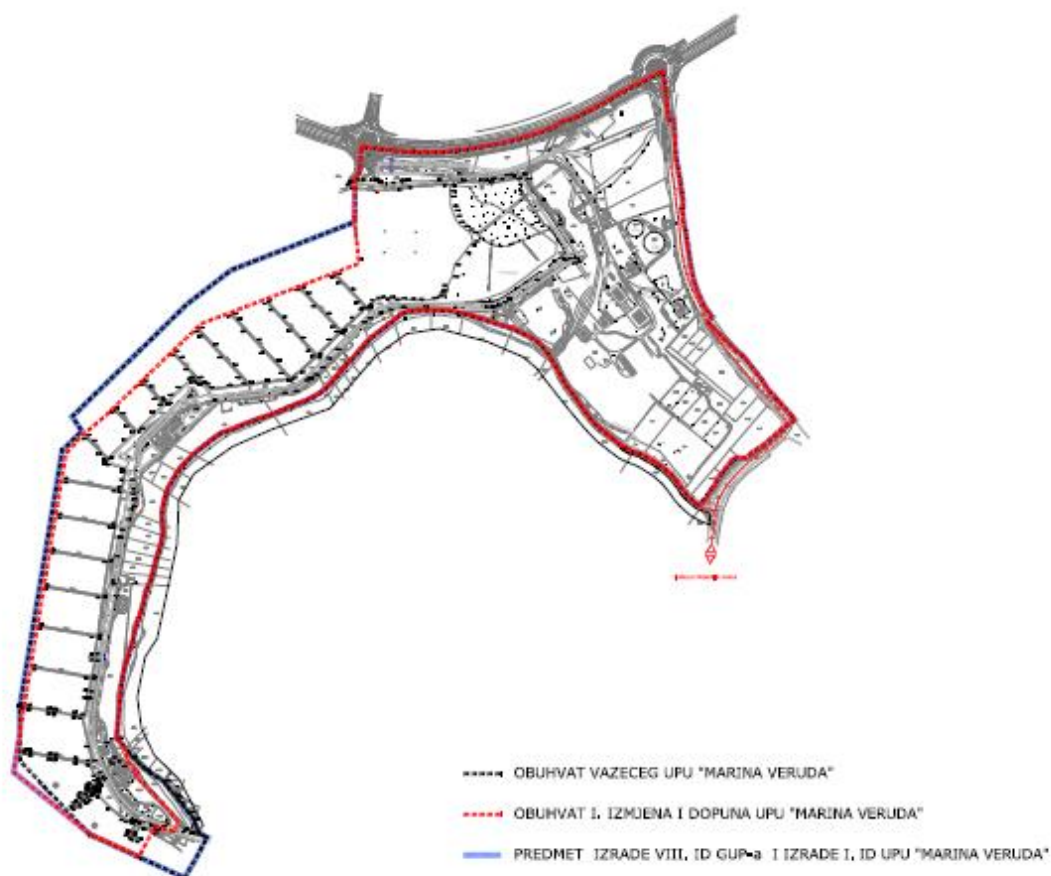 OBUHVAT VAZECEG UPU "MARINA VERUDA"
OBUHVAT I. IZMJENA I DOPUNA UPU "MARINA VERUDA"
PREDMET IZRADE VIII. ID GUP-a I IZRADE I. ID UPU "MARINA VERUDA"